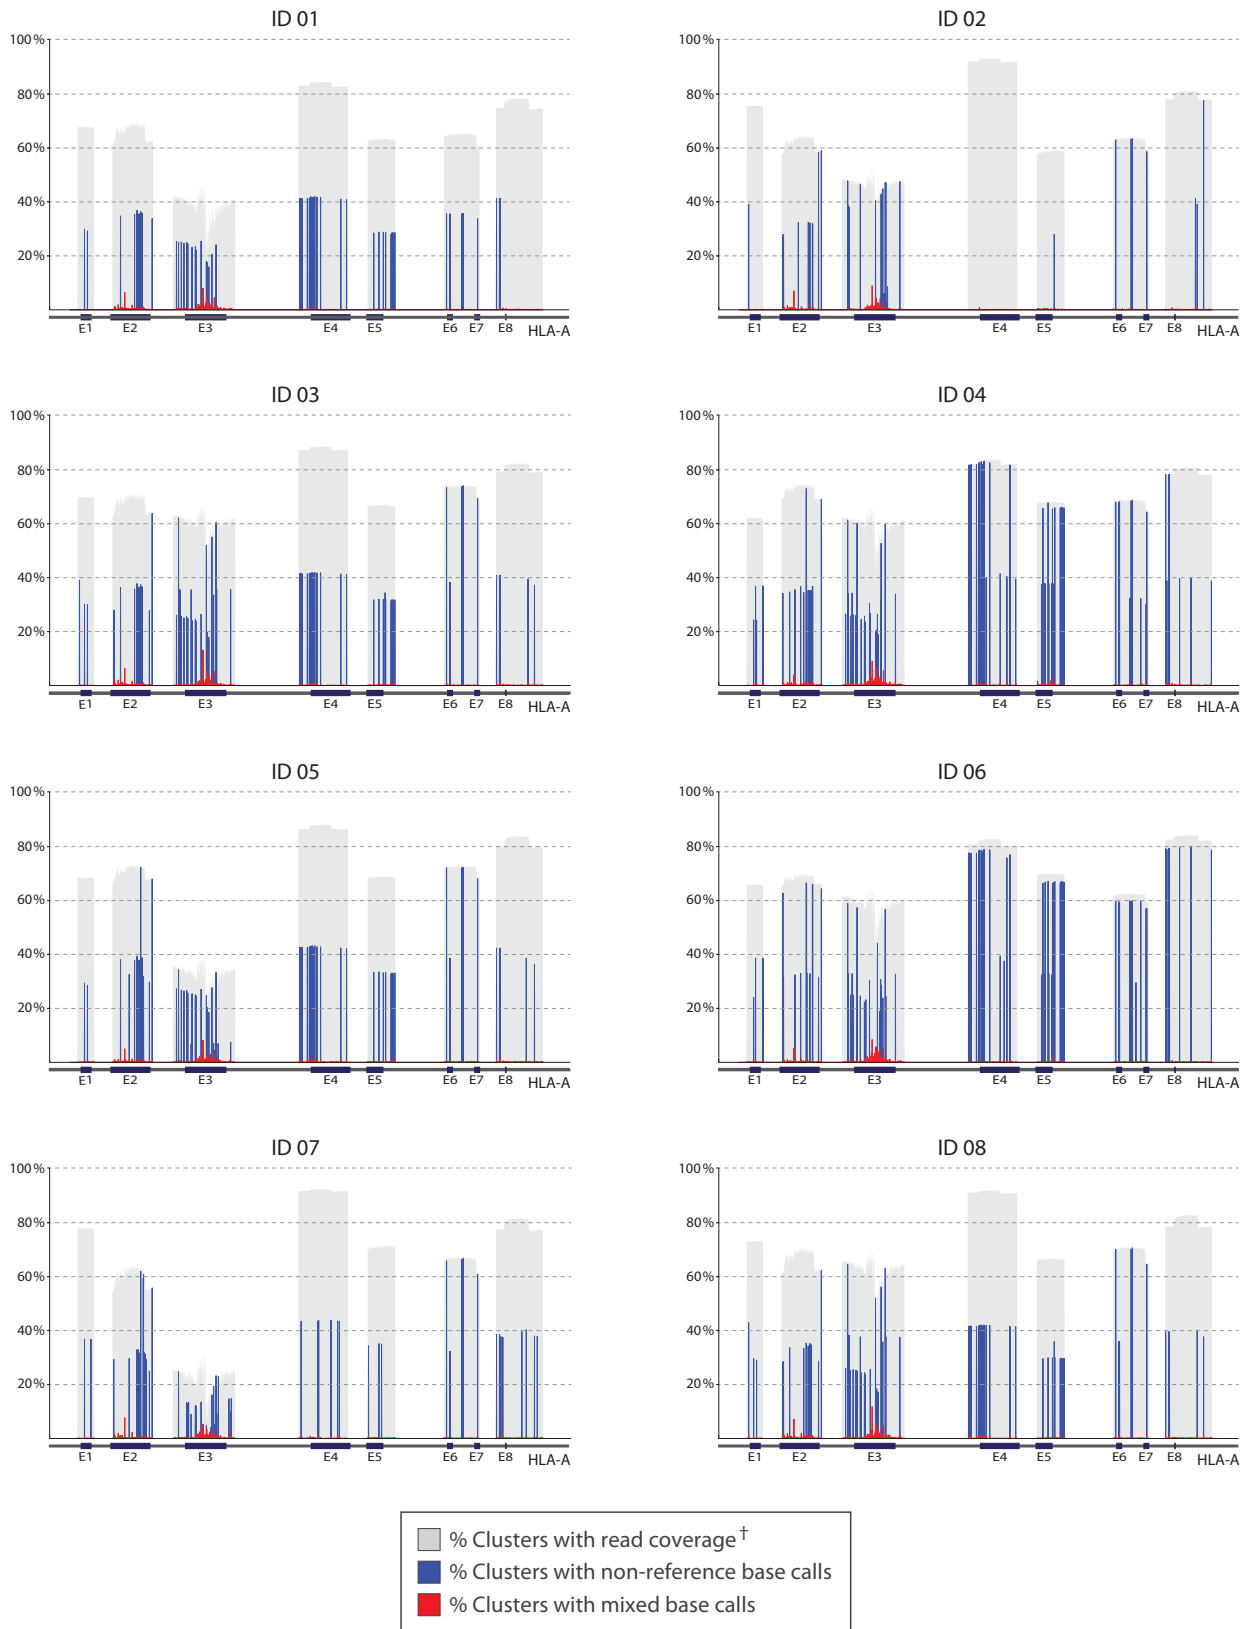 ID 01
100%
80%
60%
40%
20%
E1 E2 E3 E4 E5 E6 E7 E8 HLA-A
ID 02
100%
80%
60%
40%
20%
E1 E2 E3 E4 E5 E6 E7 E8 HLA-A
ID 03
100%
80%
60%
40%
20%
E1 E2 E3 E4 E5 E6 E7 E8 HLA-A
ID 04
100%
80%
60%
40%
20%
E1 E2 E3 E4 E5 E6 E7 E8 HLA-A
ID 05
100%
80%
60%
40%
20%
E1 E2 E3 E4 E5 E6 E7 E8 HLA-A
ID 06
100%
80%
60%
40%
20%
E1 E2 E3 E4 E5 E6 E7 E8 HLA-A
ID 07
100%
80%
60%
40%
20%
E1 E2 E3 E4 E5 E6 E7 E8 HLA-A
ID 08
100%
80%
60%
40%
20%
E1 E2 E3 E4 E5 E6 E7 E8 HLA-A
% Clusters with read coverage†
% Clusters with non-reference base calls
% Clusters with mixed base calls